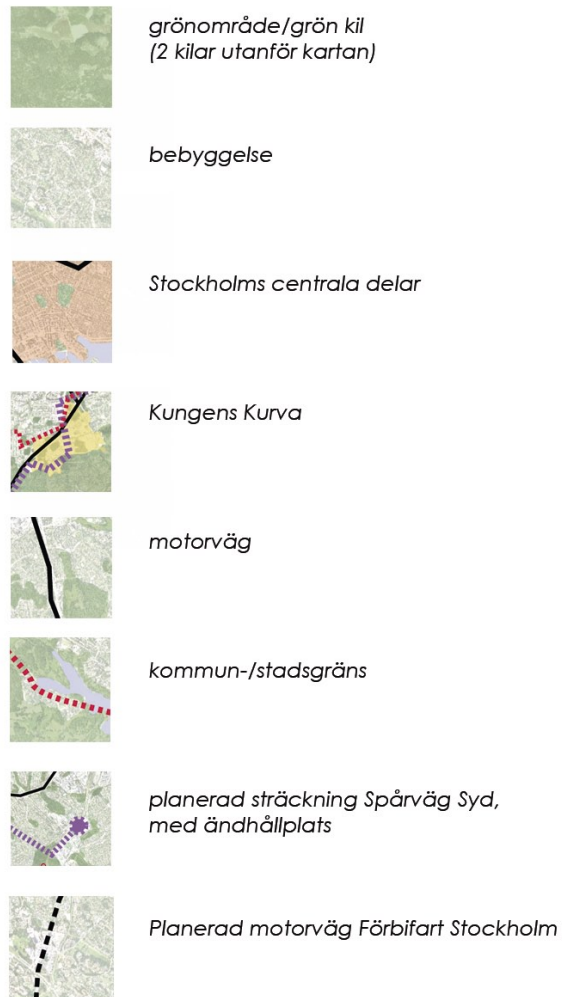 grönområde/grön kil
(2 kilar utanför kartan)
bebyggelse
Stockholms centrala delar
Kungens Kurva
motorväg
kommun-/stadsgräns
planerad sträckning Spårväg Syd,
med ändhållplats
Planerad motorväg Förbifart Stockholm